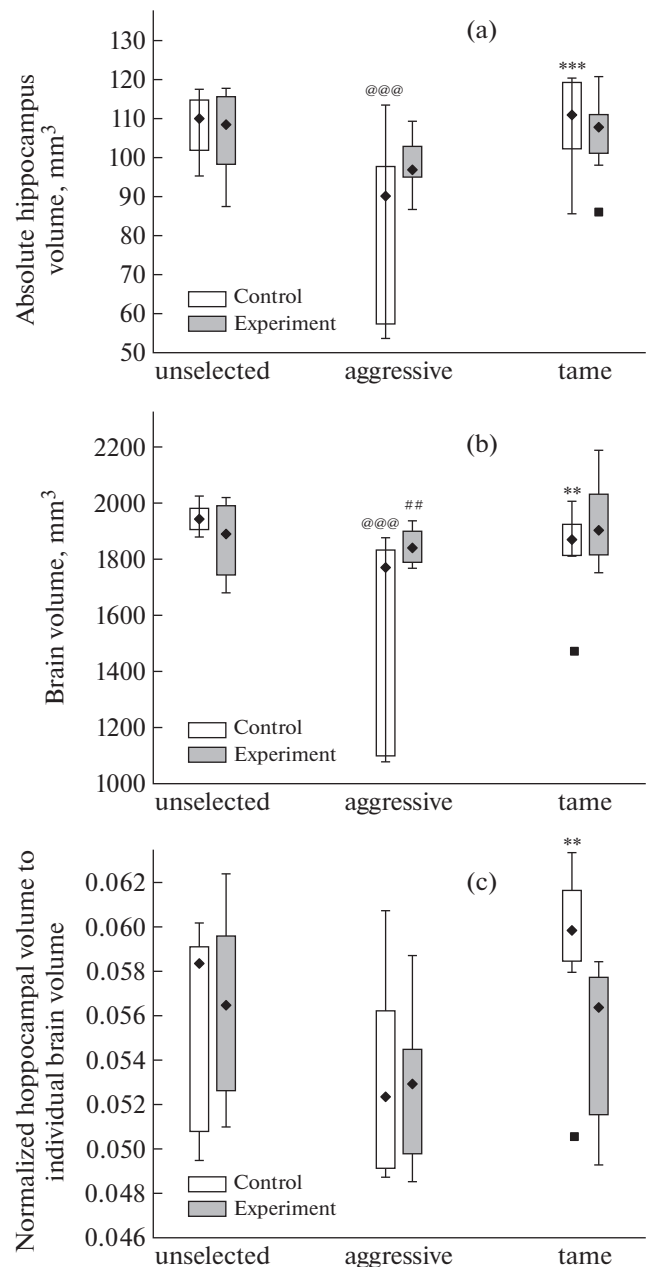 (a)
Absolute hippocampus
volume, mm³
130
120
110
100
90
80
70
60
50
@@@
***
Control
Experiment
unselected aggressive tame
(b)
Brain volume, mm³
2200
2000
1800
1600
1400
1200
1000
@@@
##
**
Control
Experiment
unselected aggressive tame
(c)
Normalized hoppocampal volume to
individual brain volume
0.062
0.060
0.058
0.056
0.054
0.052
0.050
0.048
0.046
**
Control
Experiment
unselected aggressive tame